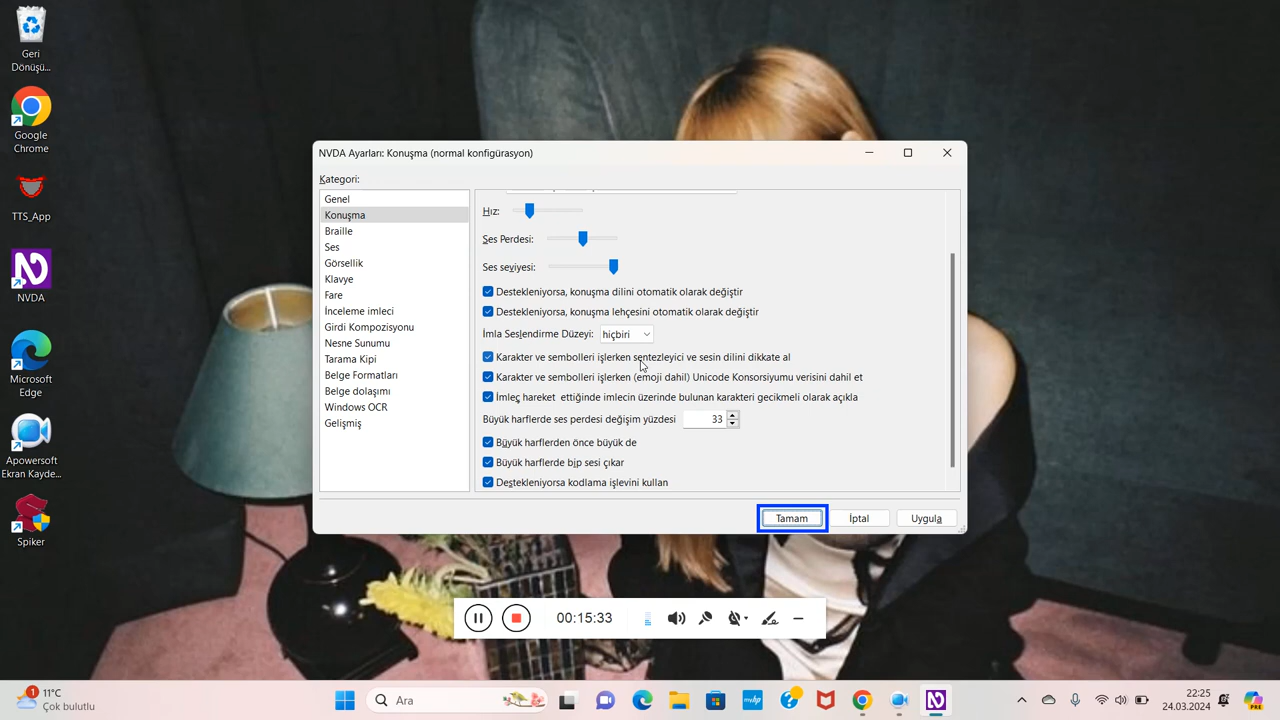 Geri
Dönüşü...
Google
Chrome
TTS_App
NVDA
Microsoft
Edge
Apowersoft
Ekran Kayde...
Spiker
NVDA Ayarları: Konuşma (normal konfigürasyon)
Kategori:
Genel
Konuşma
Braille
Ses
Görsellik
Klavye
Fare
İnceleme imleci
Girdi Kompozisyonu
Nesne Sunumu
Tarama Kipi
Belge Formatları
Belge dolaşımı
Windows OCR
Gelişmiş
Hız:
Ses Perdesi:
Ses seviyesi:
Destekleniyorsa, konuşma dilini otomatik olarak değiştir
Destekleniyorsa, konuşma lehçesini otomatik olarak değiştir
İmla Seslendirme Düzeyi: hiçbiri
Karakter ve sembolleri işlerken sentezleyici ve sesin dilini dikkate al
Karakter ve sembolleri işlerken (emoji dahil) Unicode Konsorsiyumu verisini dahil et
İmleç hareket ettiğinde imlecin üzerinde bulunan karakteri gecikmeli olarak açıkla
Büyük harflerde ses perdesi değişim yüzdesi 33
Büyük harflerden önce büyük de
Büyük harflerde bip sesi çıkar
Destekleniyorsa kodlama işlevini kullan
Tamam İptal Uygula
00:15:33
1
11°C
Çok bulutlu
Ara
22:25
24.03.2024
PRE